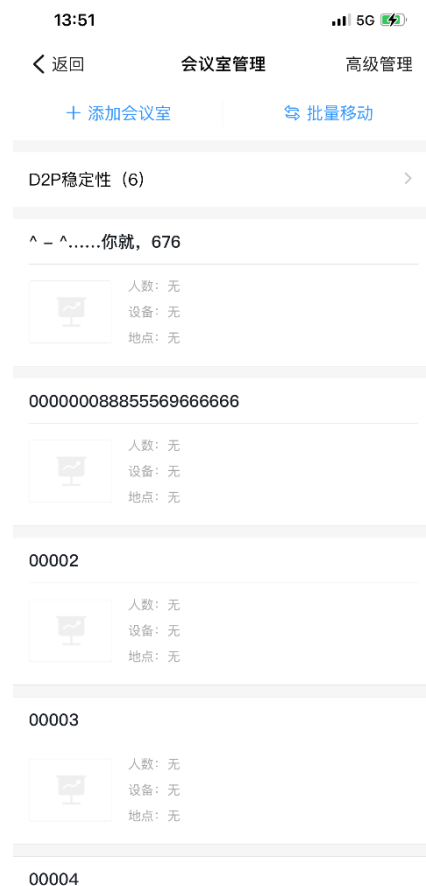 13:51
5G
返回
会议室管理
高级管理
添加会议室
批量移动
D2P稳定性（6）
^ - ^……你就，676
人数：无
设备：无
地点：无
000000088855569666666
人数：无
设备：无
地点：无
00002
人数：无
设备：无
地点：无
00003
人数：无
设备：无
地点：无
00004